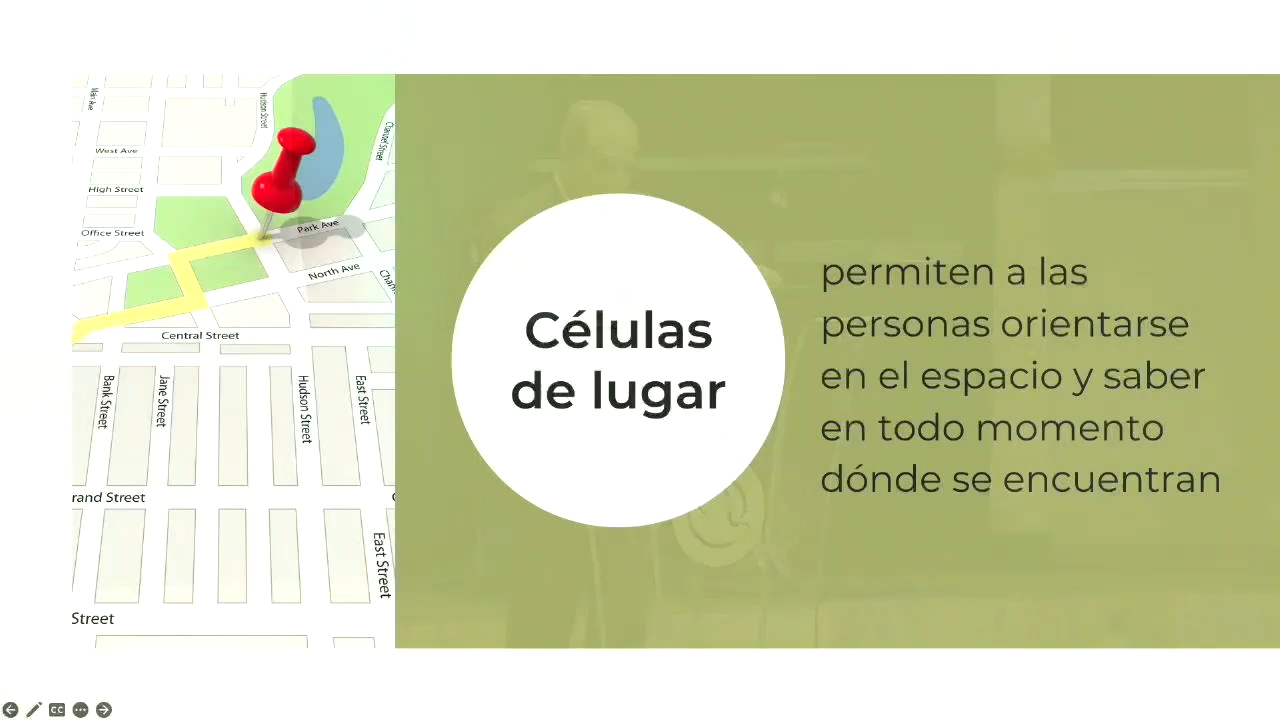 Main Ave
Hudson Street
Channel Street
West Ave
High Street
Office Street
Park Ave
North Ave
Central Street
Bank Street
Jane Street
Hudson Street
East Street
rand Street
East Street
Street
Células
de lugar
permiten a las
personas orientarse
en el espacio y saber
en todo momento
dónde se encuentran
CC